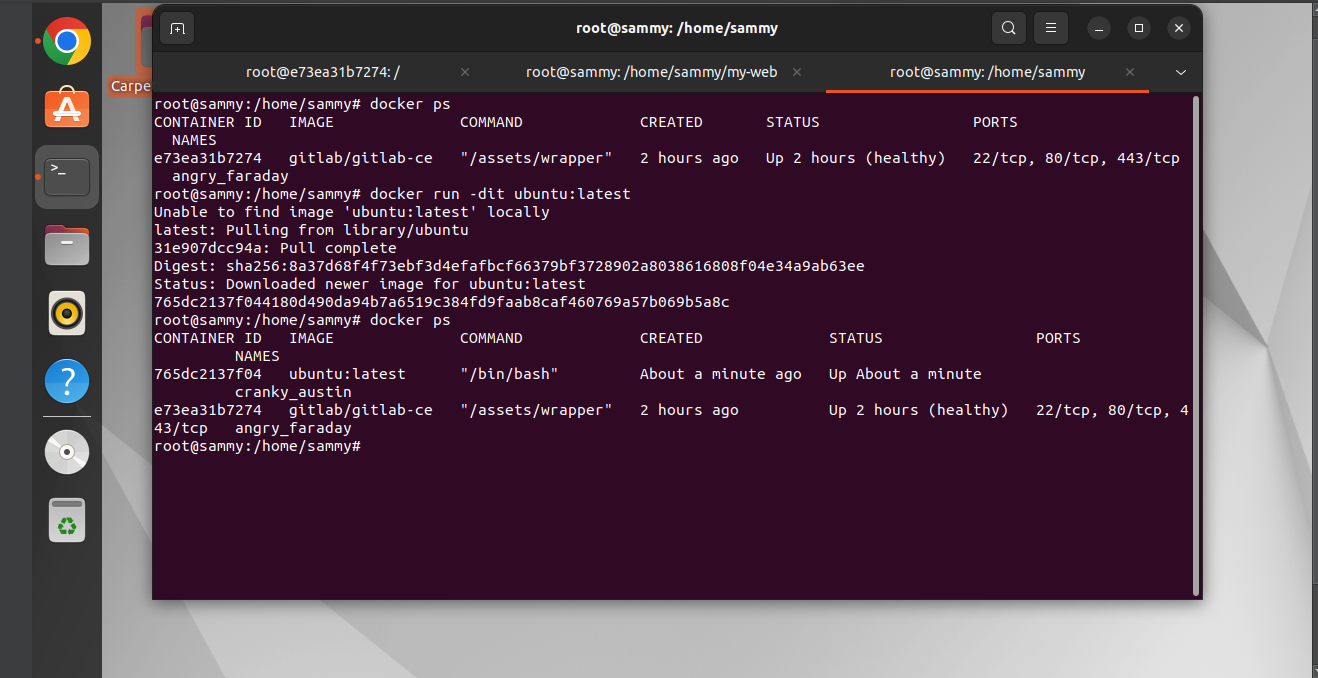 root@sammy: /home/sammy
root@e73ea31b7274: /
root@sammy: /home/sammy/my-web
root@sammy: /home/sammy
Carpe
root@sammy:/home/sammy# docker ps
CONTAINER ID   IMAGE              COMMAND             CREATED       STATUS                 PORTS
  NAMES
e73ea31b7274   gitlab/gitlab-ce   "/assets/wrapper"   2 hours ago   Up 2 hours (healthy)   22/tcp, 80/tcp, 443/tcp
  angry_faraday
root@sammy:/home/sammy# docker run -dit ubuntu:latest
Unable to find image 'ubuntu:latest' locally
latest: Pulling from library/ubuntu
31e907dcc94a: Pull complete
Digest: sha256:8a37d68f4f73ebf3d4efafbcf66379bf3728902a8038616808f04e34a9ab63ee
Status: Downloaded newer image for ubuntu:latest
765dc2137f044180d490da94b7a6519c384fd9faab8caf460769a57b069b5a8c
root@sammy:/home/sammy# docker ps
CONTAINER ID   IMAGE              COMMAND             CREATED              STATUS                 PORTS
         NAMES
765dc2137f04   ubuntu:latest      "/bin/bash"         About a minute ago   Up About a minute
         cranky_austin
e73ea31b7274   gitlab/gitlab-ce   "/assets/wrapper"   2 hours ago          Up 2 hours (healthy)   22/tcp, 80/tcp, 4
43/tcp   angry_faraday
root@sammy:/home/sammy#